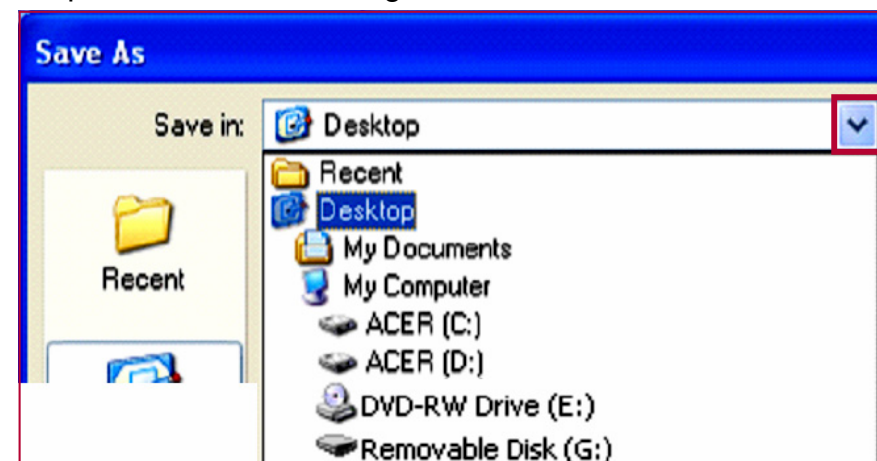 Save As
Save in: Desktop
Recent
Desktop
My Documents
Recent
My Computer
ACER (C:)
ACER (D:)
DVD-RW Drive (E:)
Removable Disk (G:)